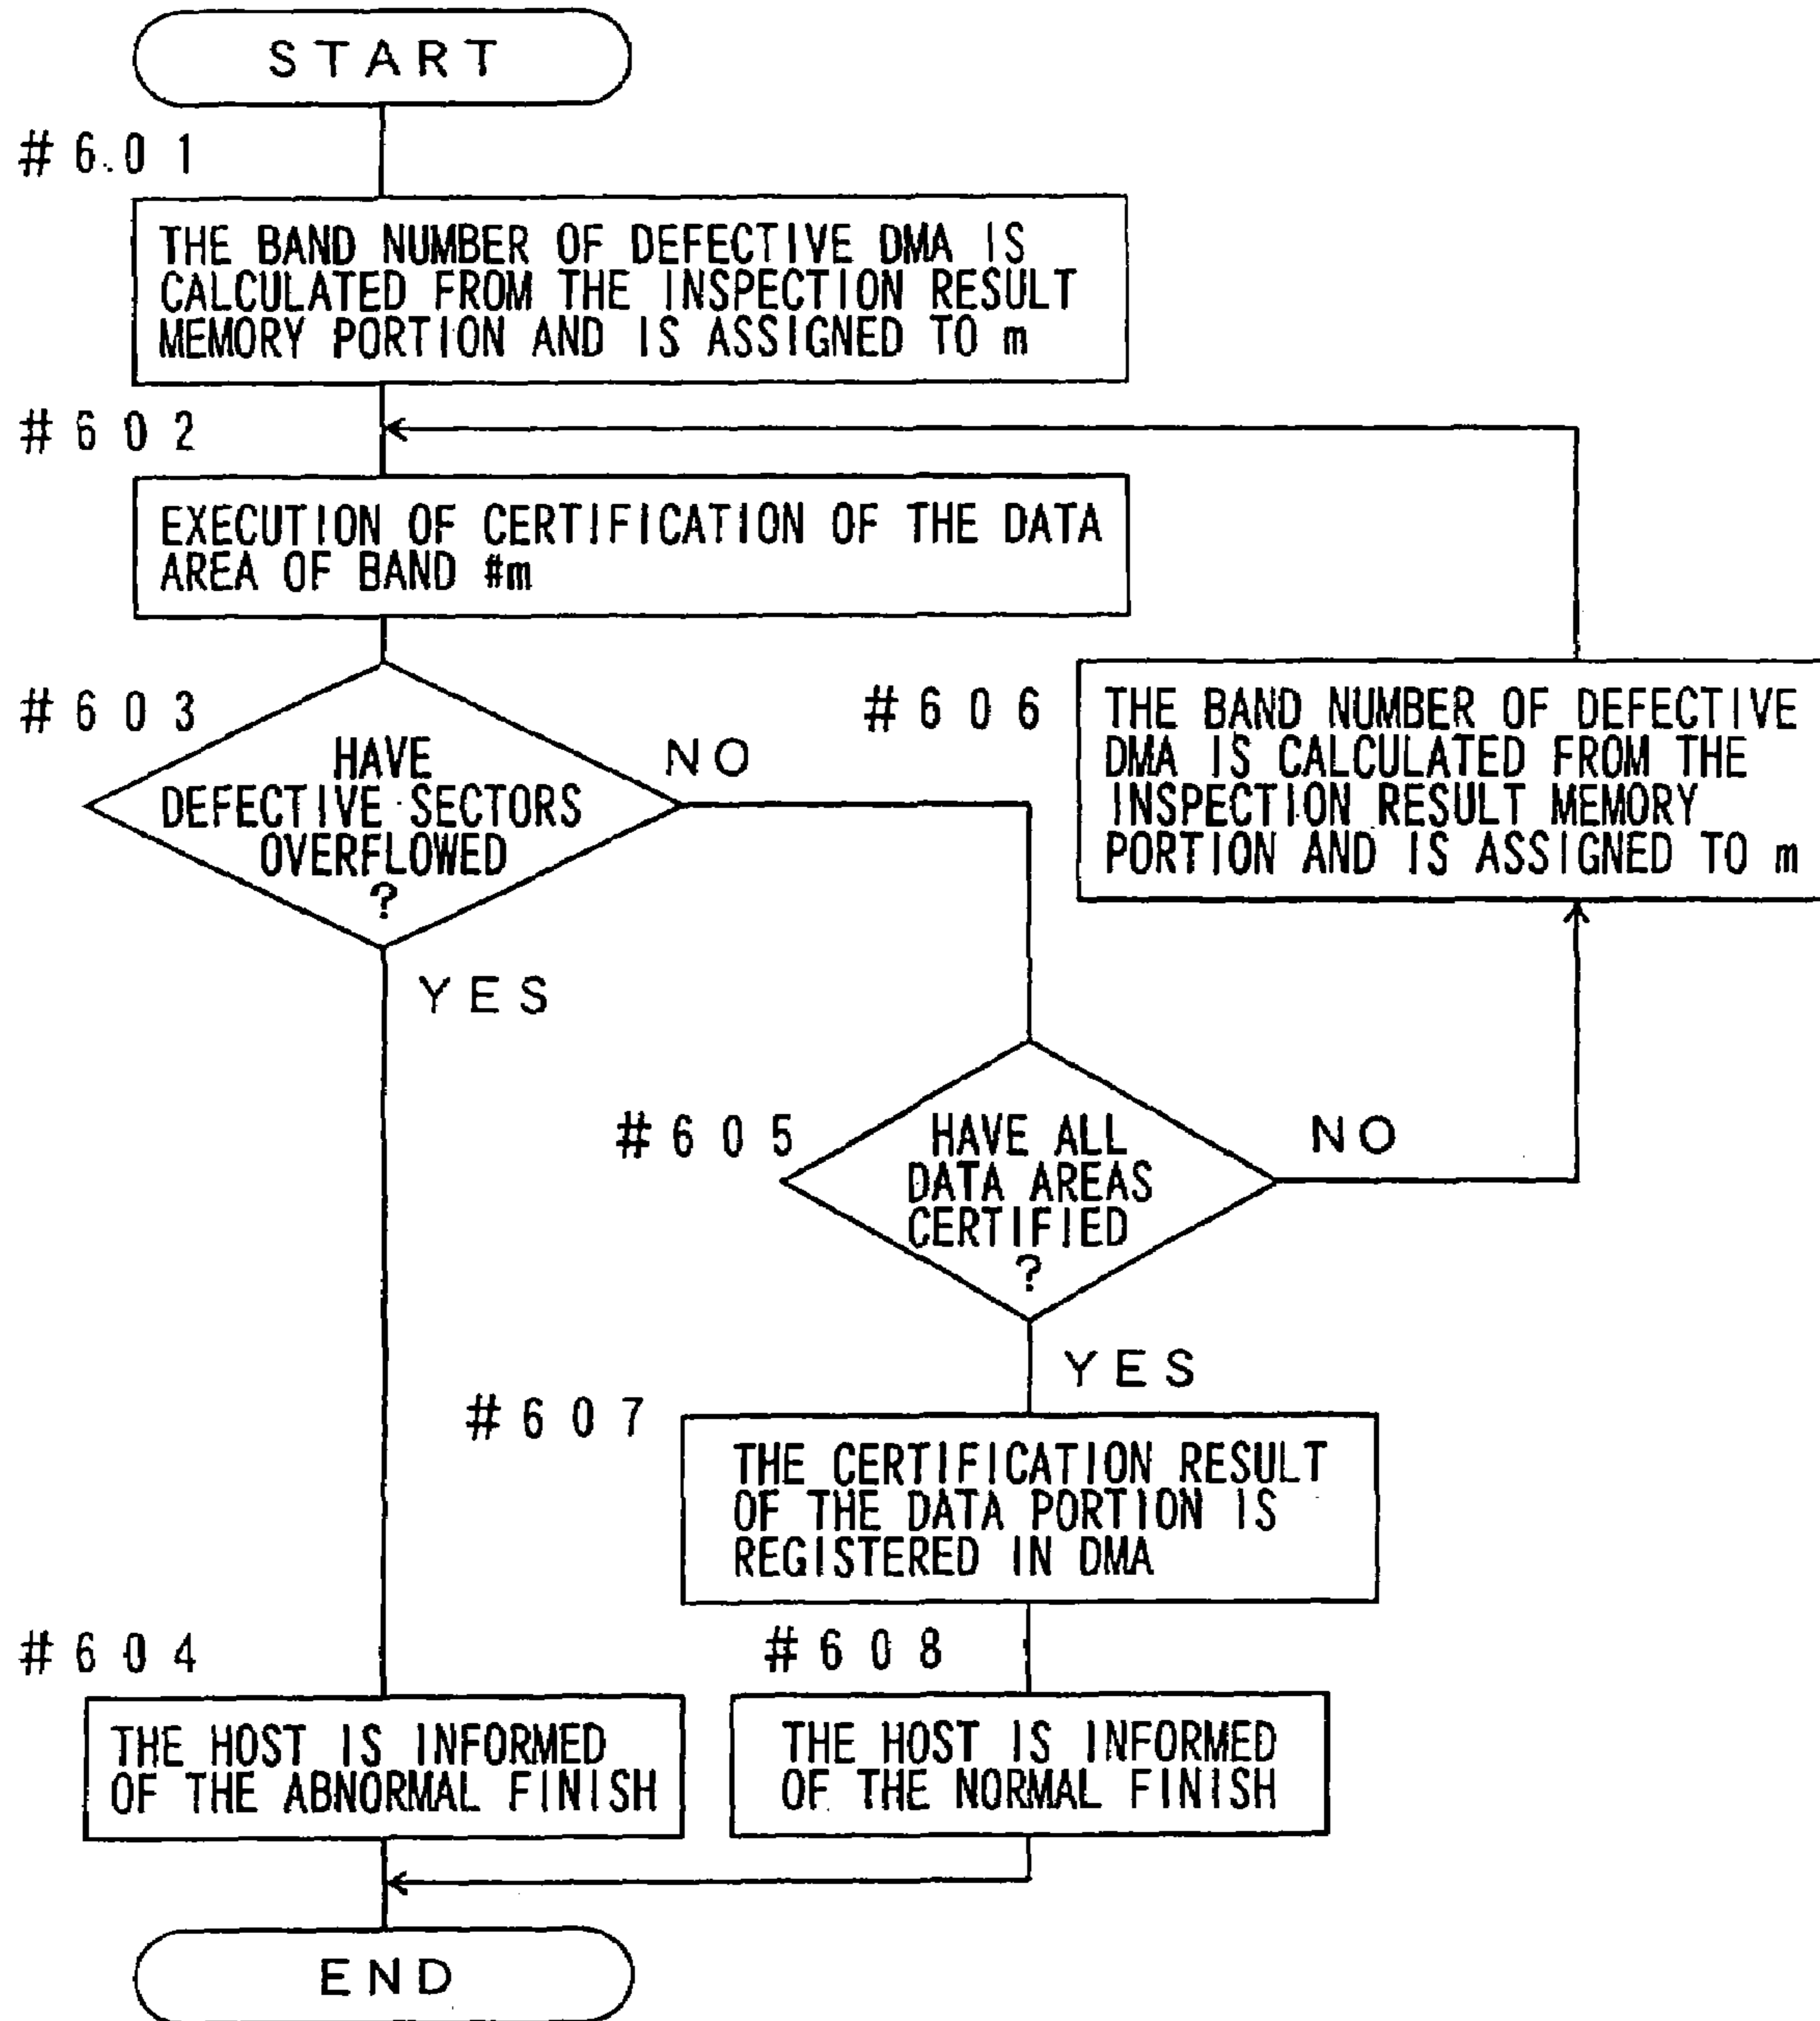 START
#601
THE BAND NUMBER OF DEFECTIVE DMA IS
CALCULATED FROM THE INSPECTION RESULT
MEMORY PORTION AND IS ASSIGNED TO m
#602
EXECUTION OF CERTIFICATION OF THE DATA
AREA OF BAND #m
#603
HAVE
DEFECTIVE SECTORS
OVERFLOWED
?
NO
YES
#606
THE BAND NUMBER OF DEFECTIVE
DMA IS CALCULATED FROM THE
INSPECTION RESULT MEMORY
PORTION AND IS ASSIGNED TO m
#605
HAVE ALL
DATA AREAS
CERTIFIED
?
NO
YES
#607
THE CERTIFICATION RESULT
OF THE DATA PORTION IS
REGISTERED IN DMA
#604
THE HOST IS INFORMED
OF THE ABNORMAL FINISH
#608
THE HOST IS INFORMED
OF THE NORMAL FINISH
END